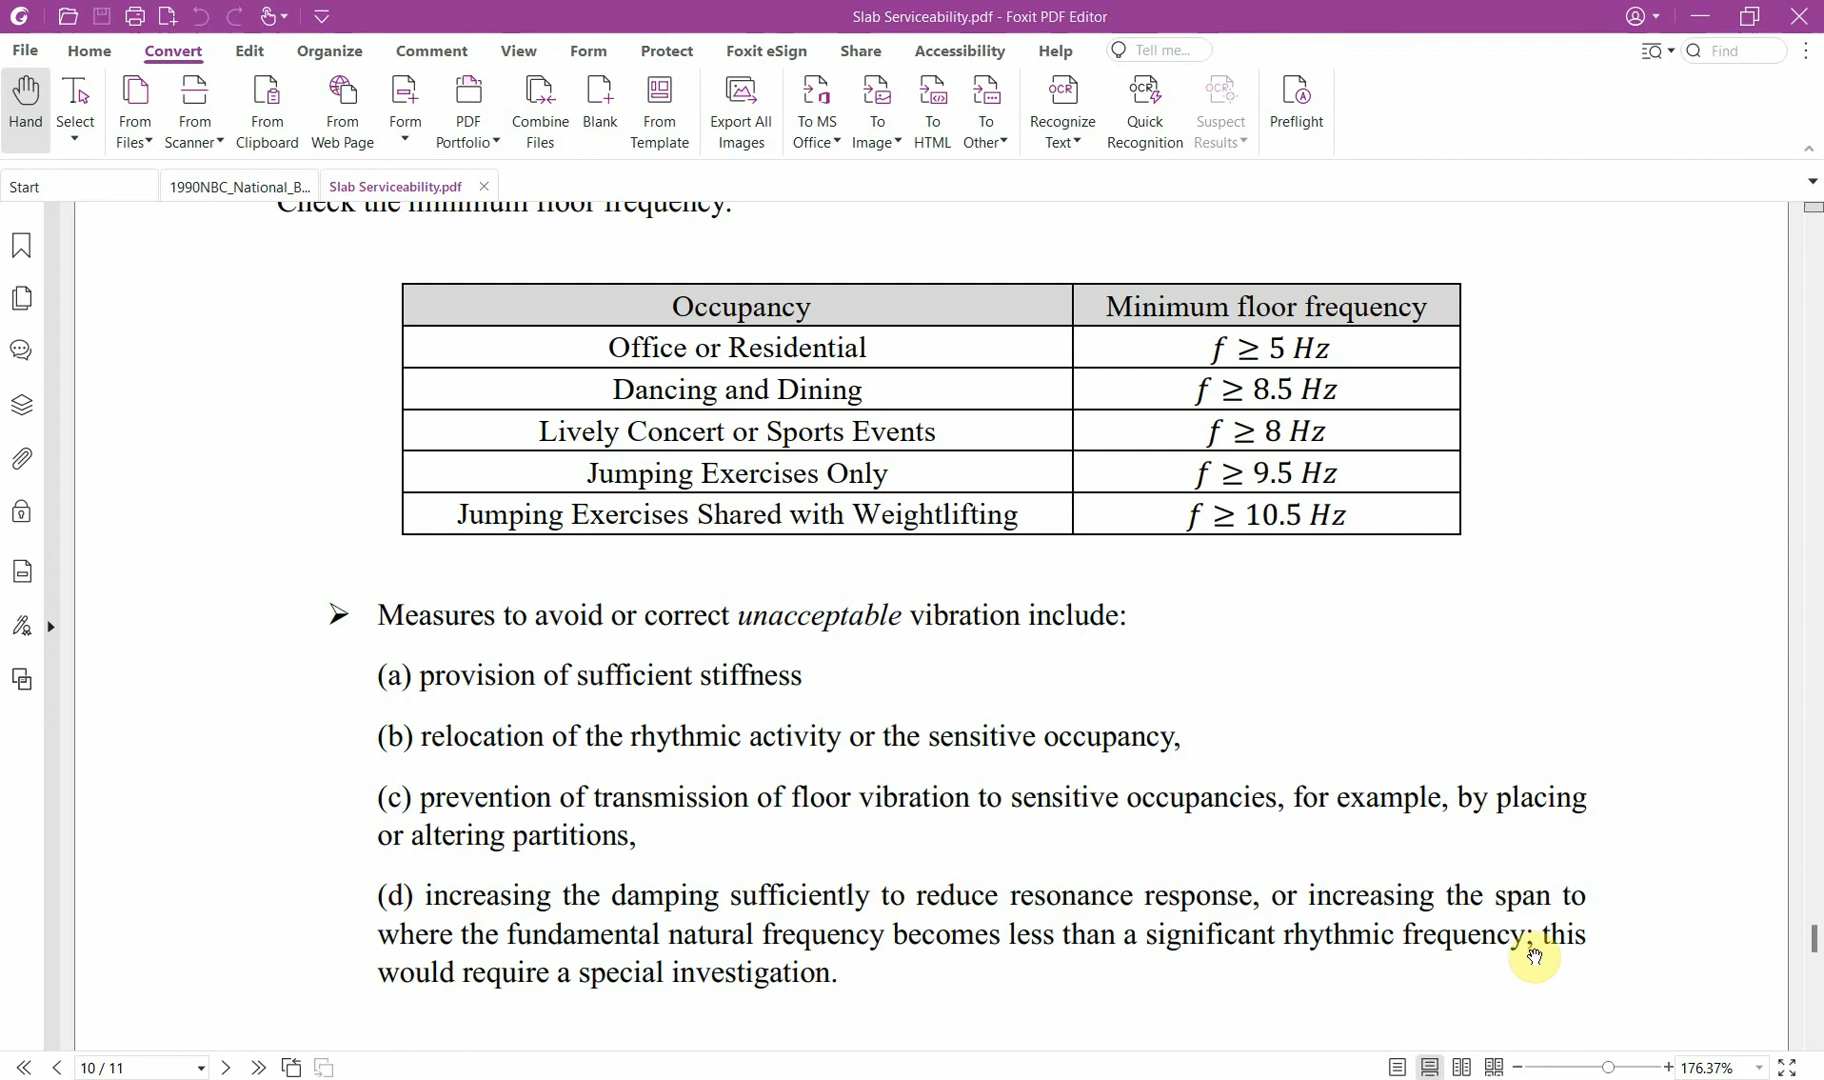 Slab Serviceability.pdf - Foxit PDF Editor
File Home Convert Edit Organize Comment View Form Protect Foxit eSign Share Accessibility Help Tell me... Find
Hand
Select
From Files
From Scanner
From Clipboard
From Web Page
Form
PDF Portfolio
Combine Files
Blank
From Template
Export All Images
To MS Office
To Image
To HTML
To Other
OCR
Recognize Text
OCR
Quick Recognition
OCR
Suspect Results
Preflight
Start 1990NBC_National_B... Slab Serviceability.pdf
Check the minimum floor frequency.
Occupancy Minimum floor frequency
Office or Residential f ≥ 5 Hz
Dancing and Dining f ≥ 8.5 Hz
Lively Concert or Sports Events f ≥ 8 Hz
Jumping Exercises Only f ≥ 9.5 Hz
Jumping Exercises Shared with Weightlifting f ≥ 10.5 Hz
➢ Measures to avoid or correct unacceptable vibration include:
(a) provision of sufficient stiffness
(b) relocation of the rhythmic activity or the sensitive occupancy,
(c) prevention of transmission of floor vibration to sensitive occupancies, for example, by placing
or altering partitions,
(d) increasing the damping sufficiently to reduce resonance response, or increasing the span to
where the fundamental natural frequency becomes less than a significant rhythmic frequency; this
would require a special investigation.
10 / 11 176.37%